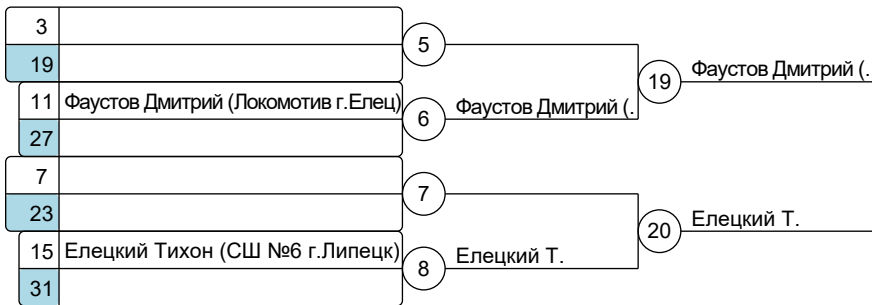 3
5
19
19
Фаустов Дмитрий (.
11 Фаустов Дмитрий (Локомотив г.Елец)
6
Фаустов Дмитрий (.
27
7
7
23
20
Елецкий Т.
15 Елецкий Тихон (СШ №6 г.Липецк)
8
Елецкий Т.
31